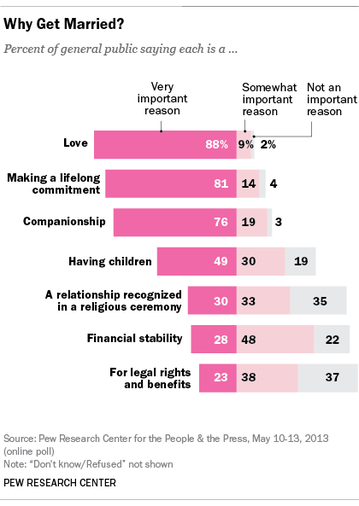 Why Get Married?
Percent of general public saying each is a ...
Very
important
reason
Somewhat
important
reason
Not an
important
reason
Love 88% 9% 2%
Making a lifelong
commitment 81 14 4
Companionship 76 19 3
Having children 49 30 19
A relationship recognized
in a religious ceremony 30 33 35
Financial stability 28 48 22
For legal rights
and benefits 23 38 37
Source: Pew Research Center for the People & the Press, May 10-13, 2013
(online poll)
Note: “Don’t know/Refused” not shown
PEW RESEARCH CENTER